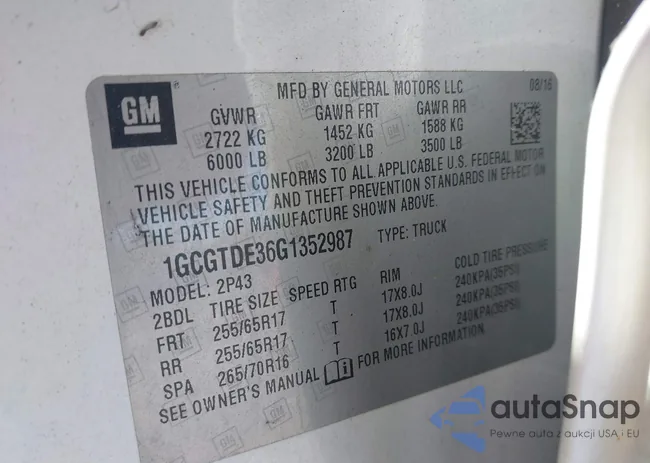 GM
MFD BY GENERAL MOTORS LLC
08/16
GVWR GAWR FRT GAWR RR
2722 KG 1452 KG 1588 KG
6000 LB 3200 LB 3500 LB
THIS VEHICLE CONFORMS TO ALL APPLICABLE U.S. FEDERAL MOTOR
VEHICLE SAFETY AND THEFT PREVENTION STANDARDS IN EFFECT ON
THE DATE OF MANUFACTURE SHOWN ABOVE.
1GCGTDE36G1352987 TYPE: TRUCK
MODEL: 2P43
2BDL TIRE SIZE SPEED RTG RIM COLD TIRE PRESSURE
FRT 255/65R17 T 17X8.0J 240KPA(35PSI)
RR 255/65R17 T 17X8.0J 240KPA(35PSI)
SPA 265/70R16 T 16X7.0J 240KPA(35PSI)
SEE OWNER'S MANUAL FOR MORE INFORMATION
autaSnap
Pewne auta z aukcji USA i EU